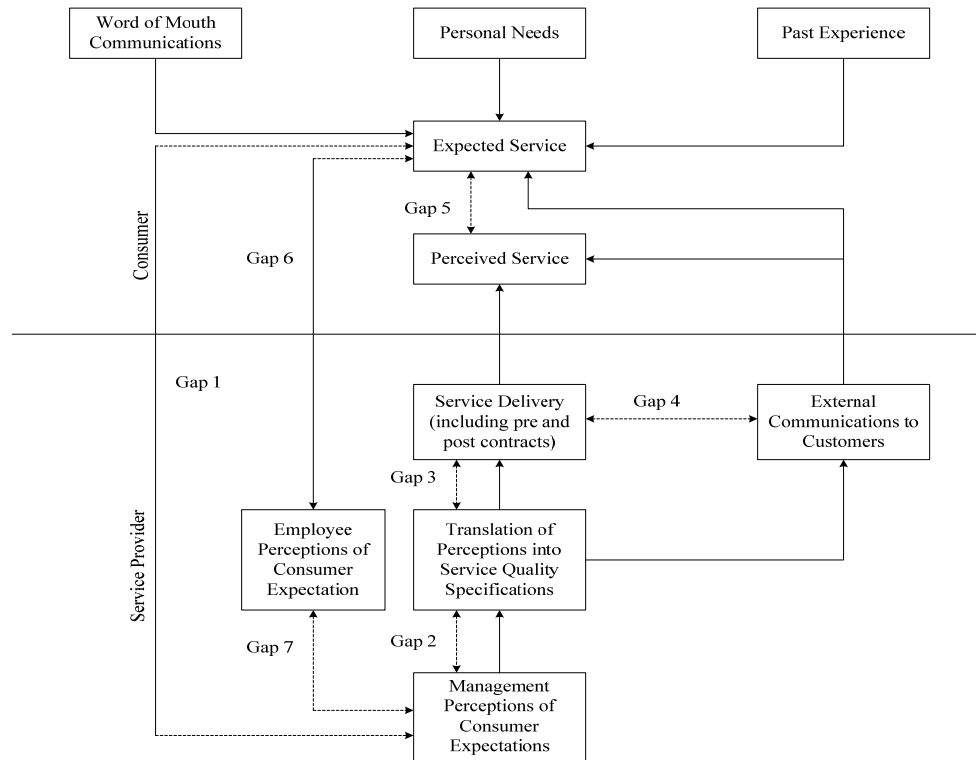 Word of Mouth
Communications
Personal Needs
Past Experience
Expected Service
Gap 5
Consumer
Gap 6
Perceived Service
Gap 1
Service Delivery
(including pre and
post contracts)
Gap 4
External
Communications to
Customers
Gap 3
Service Provider
Employee
Perceptions of
Consumer
Expectation
Translation of
Perceptions into
Service Quality
Specifications
Gap 7
Gap 2
Management
Perceptions of
Consumer
Expectations